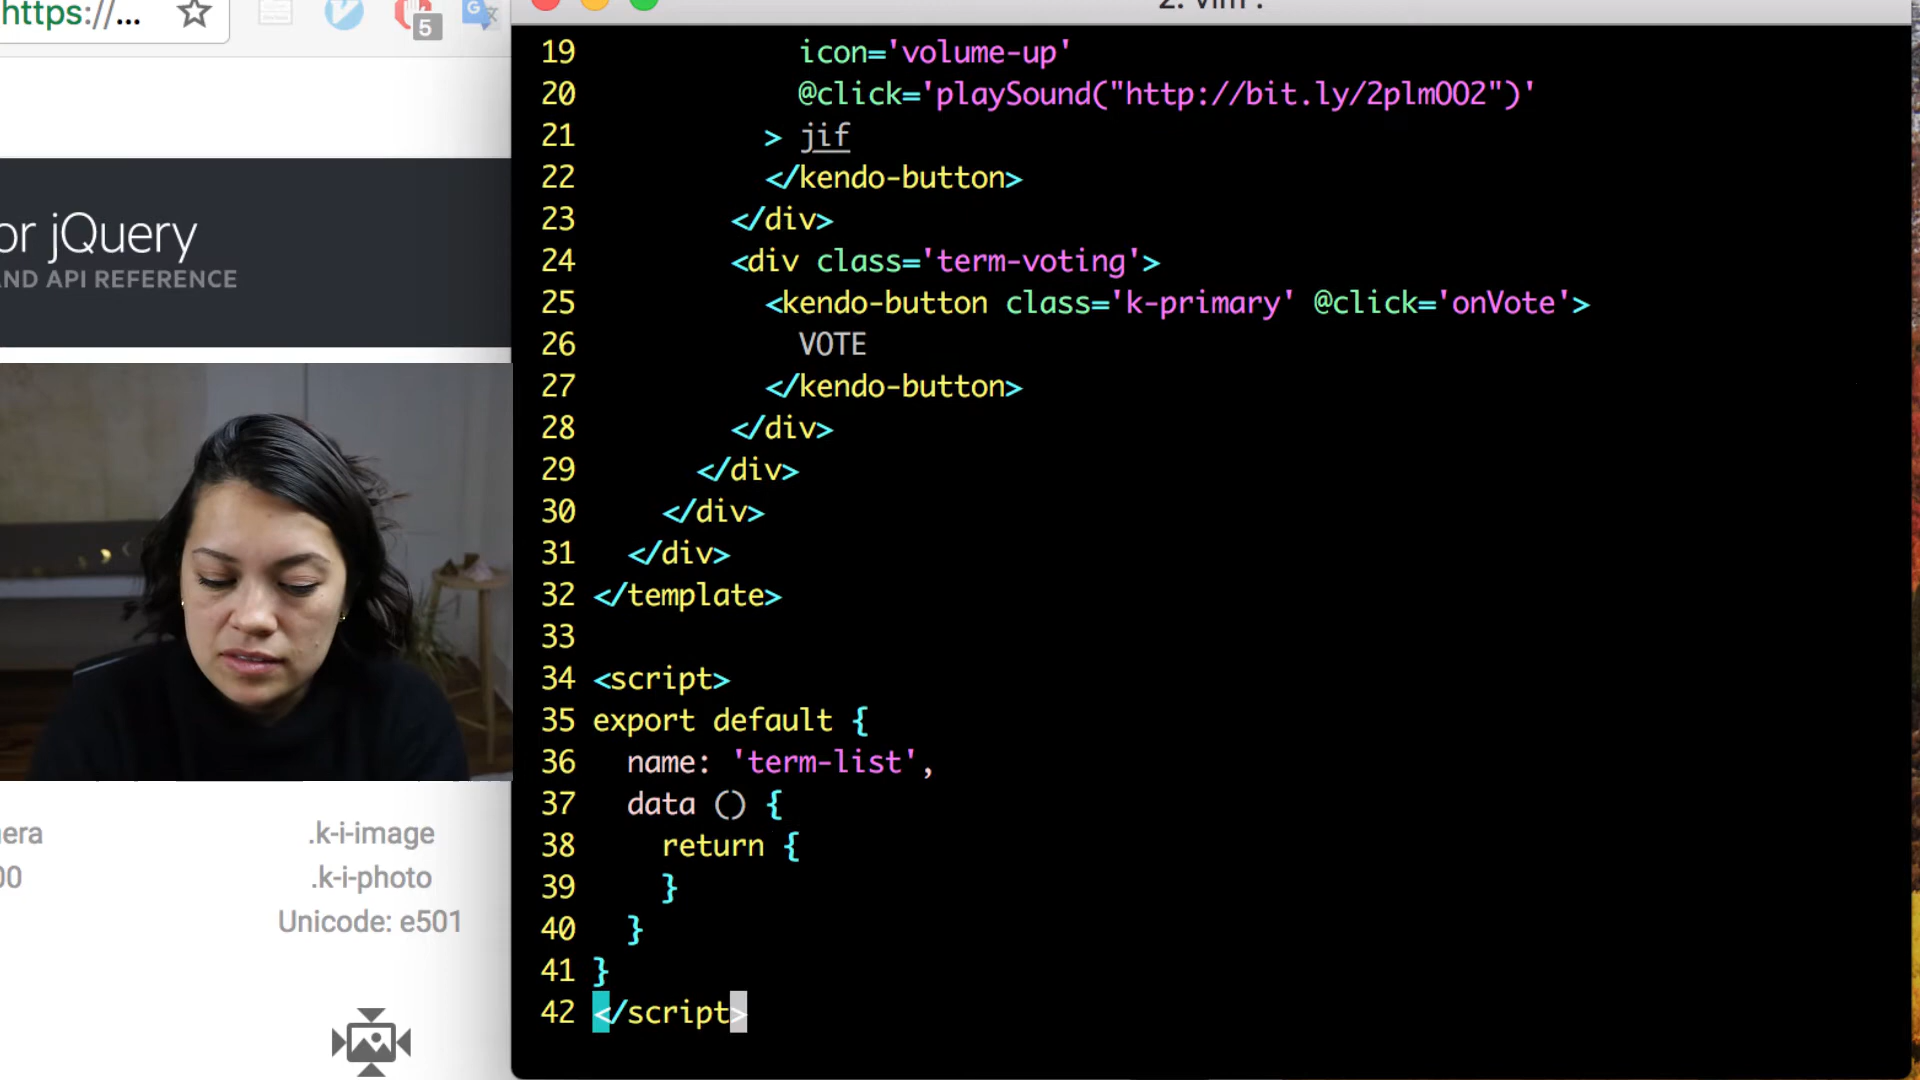 https://...
5
or jQuery
ND API REFERENCE
era
00
.k-i-image
.k-i-photo
Unicode: e501
19 icon='volume-up'
20 @click='playSound("http://bit.ly/2plmOO2")'
21 > jif
22 </kendo-button>
23 </div>
24 <div class='term-voting'>
25 <kendo-button class='k-primary' @click='onVote'>
26 VOTE
27 </kendo-button>
28 </div>
29 </div>
30 </div>
31 </div>
32 </template>
33
34 <script>
35 export default {
36 name: 'term-list',
37 data () {
38 return {
39 }
40 }
41 }
42 </script>